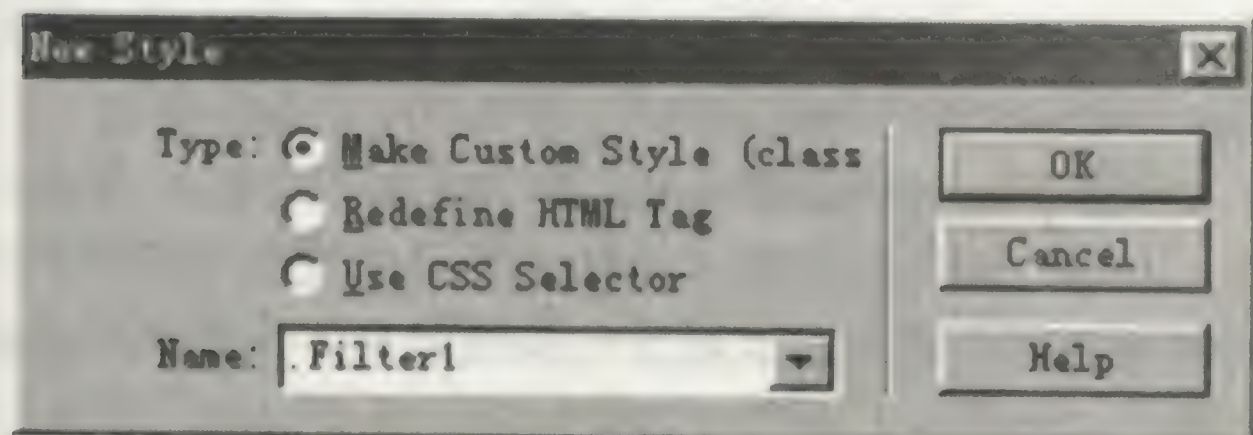 New Style
Type: Make Custom Style (class
Redefine HTML Tag
Use CSS Selector
Name: .Filter1
OK
Cancel
Help